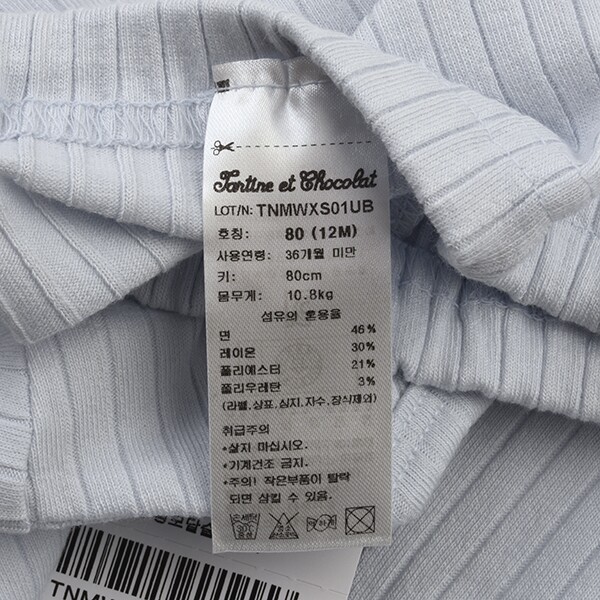 Tartine et Chocolat
LOT/N: TNMWXS01UB
호칭: 80 (12M)
사용연령: 36개월 미만
키: 80cm
몸무게: 10.8kg
섬유의 혼용율
면 46%
레이온 30%
폴리에스터 21%
폴리우레탄 3%
(라벨,상표,심지,자수,장식제외)
취급주의
*삶지 마십시오.
*기계건조 금지.
*주의! 작은부품이 탈락
되면 삼킬 수 있음.
TNMW